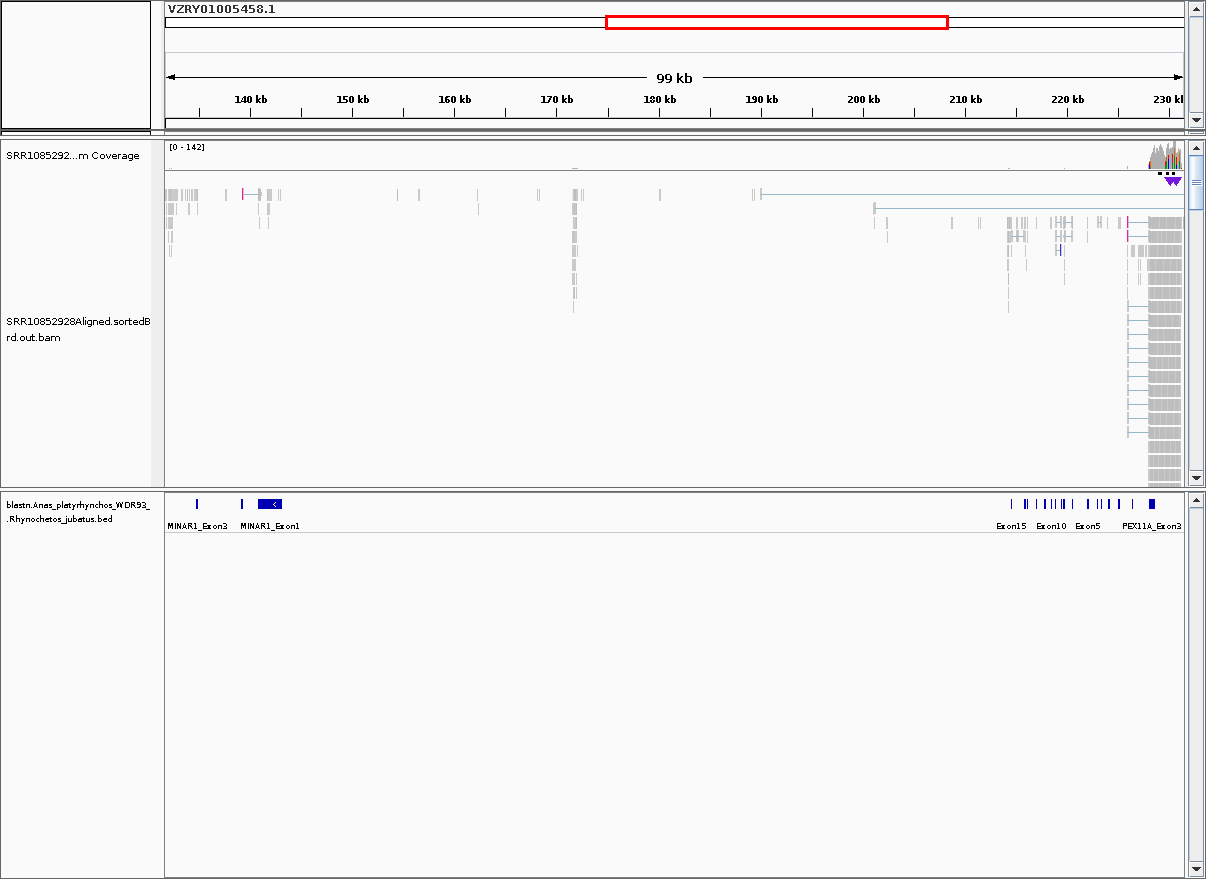 VZRY01005458.1
99 kb
140 kb 150 kb 160 kb 170 kb 180 kb 190 kb 200 kb 210 kb 220 kb 230 k
SRR1085292...m Coverage
[0 - 142]
SRR10852928Aligned.sortedB
rd.out.bam
blastn.Anas_platyrhynchos_WDR93_
.Rhynochetos_jubatus.bed
MINAR1_Exon3 MINAR1_Exon1 Exon15 Exon10 Exon5 PEX11A_Exon3